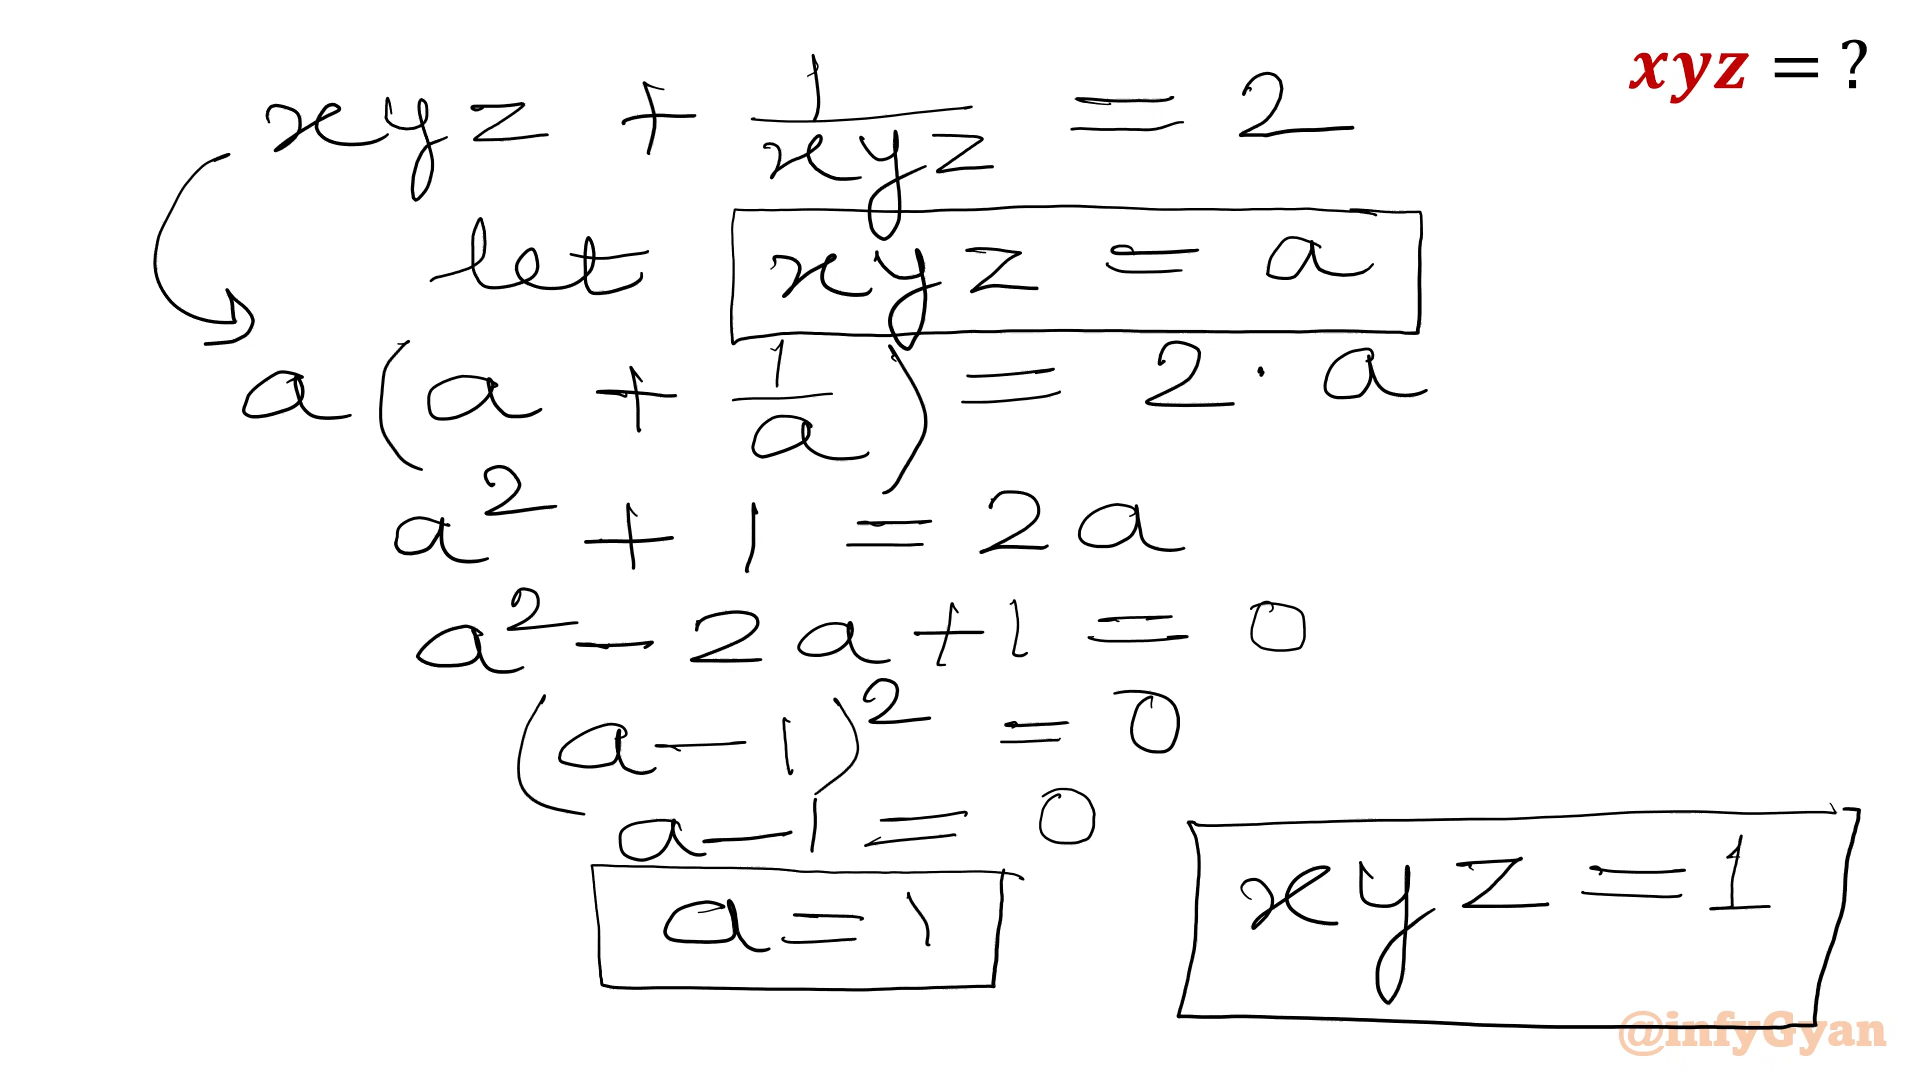 xyz = ?
xyz + 1/xyz = 2
let xyz = a
a(a + 1/a) = 2 · a
a² + 1 = 2a
a² - 2a + 1 = 0
(a - 1)² = 0
a - 1 = 0
a = 1
xyz = 1
@infyGyan